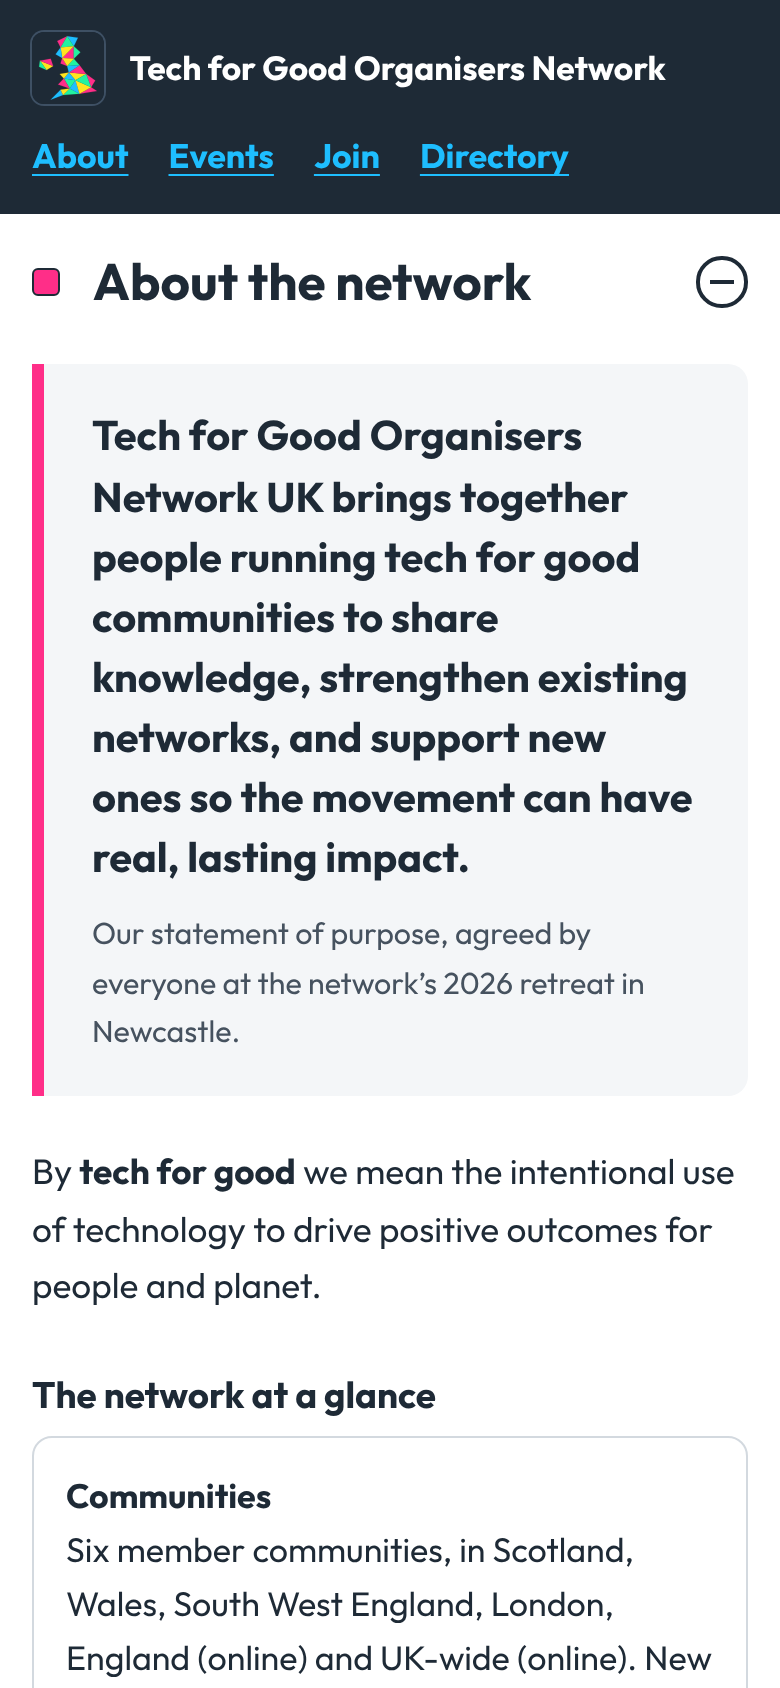 Tech for Good Organisers Network
About Events Join Directory
About the network
Tech for Good Organisers
Network UK brings together
people running tech for good
communities to share
knowledge, strengthen existing
networks, and support new
ones so the movement can have
real, lasting impact.
Our statement of purpose, agreed by
everyone at the network’s 2026 retreat in
Newcastle.
By tech for good we mean the intentional use
of technology to drive positive outcomes for
people and planet.
The network at a glance
Communities
Six member communities, in Scotland,
Wales, South West England, London,
England (online) and UK-wide (online). New